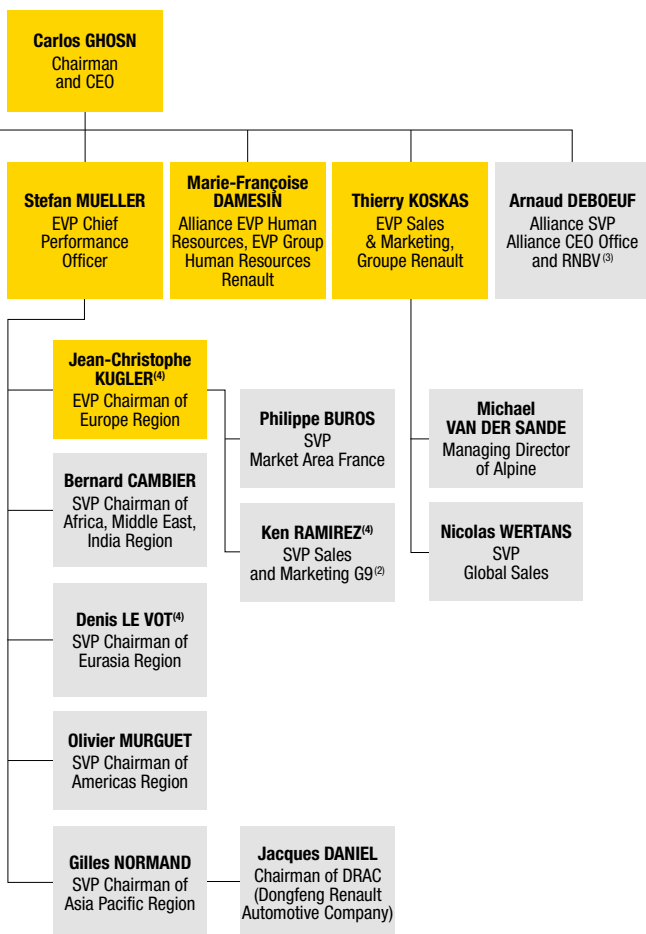 Carlos GHOSN
Chairman
and CEO
Stefan MUELLER
EVP Chief
Performance
Officer
Marie-Françoise
DAMESIN
Alliance EVP Human
Resources, EVP Group
Human Resources
Renault
Thierry KOSKAS
EVP Sales
& Marketing,
Groupe Renault
Arnaud DEBOEUF
Alliance SVP
Alliance CEO Office
and RNBV (3)
Jean-Christophe
KUGLER(4)
EVP Chairman of
Europe Region
Philippe BUROS
SVP
Market Area France
Michael
VAN DER SANDE
Managing Director
of Alpine
Bernard CAMBIER
SVP Chairman of
Africa, Middle East,
India Region
Ken RAMIREZ(4)
SVP Sales
and Marketing G9(2)
Nicolas WERTANS
SVP
Global Sales
Denis LE VOT(4)
SVP Chairman of
Eurasia Region
Olivier MURGUET
SVP Chairman of
Americas Region
Gilles NORMAND
SVP Chairman of
Asia Pacific Region
Jacques DANIEL
Chairman of DRAC
(Dongfeng Renault
Automotive Company)